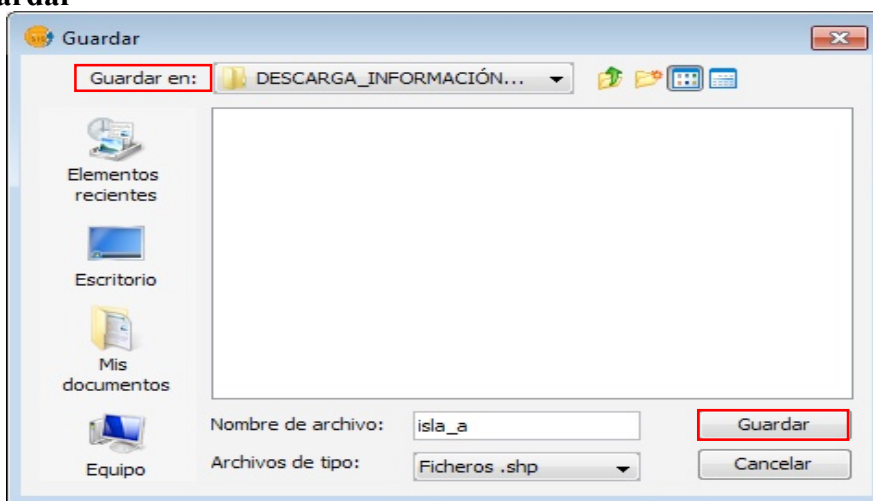 Guardar
Guardar en: DESCARGA_INFORMACIÓN...
Elementos
recientes
Escritorio
Mis
documentos
Equipo
Nombre de archivo: isla_a Guardar
Archivos de tipo: Ficheros .shp Cancelar